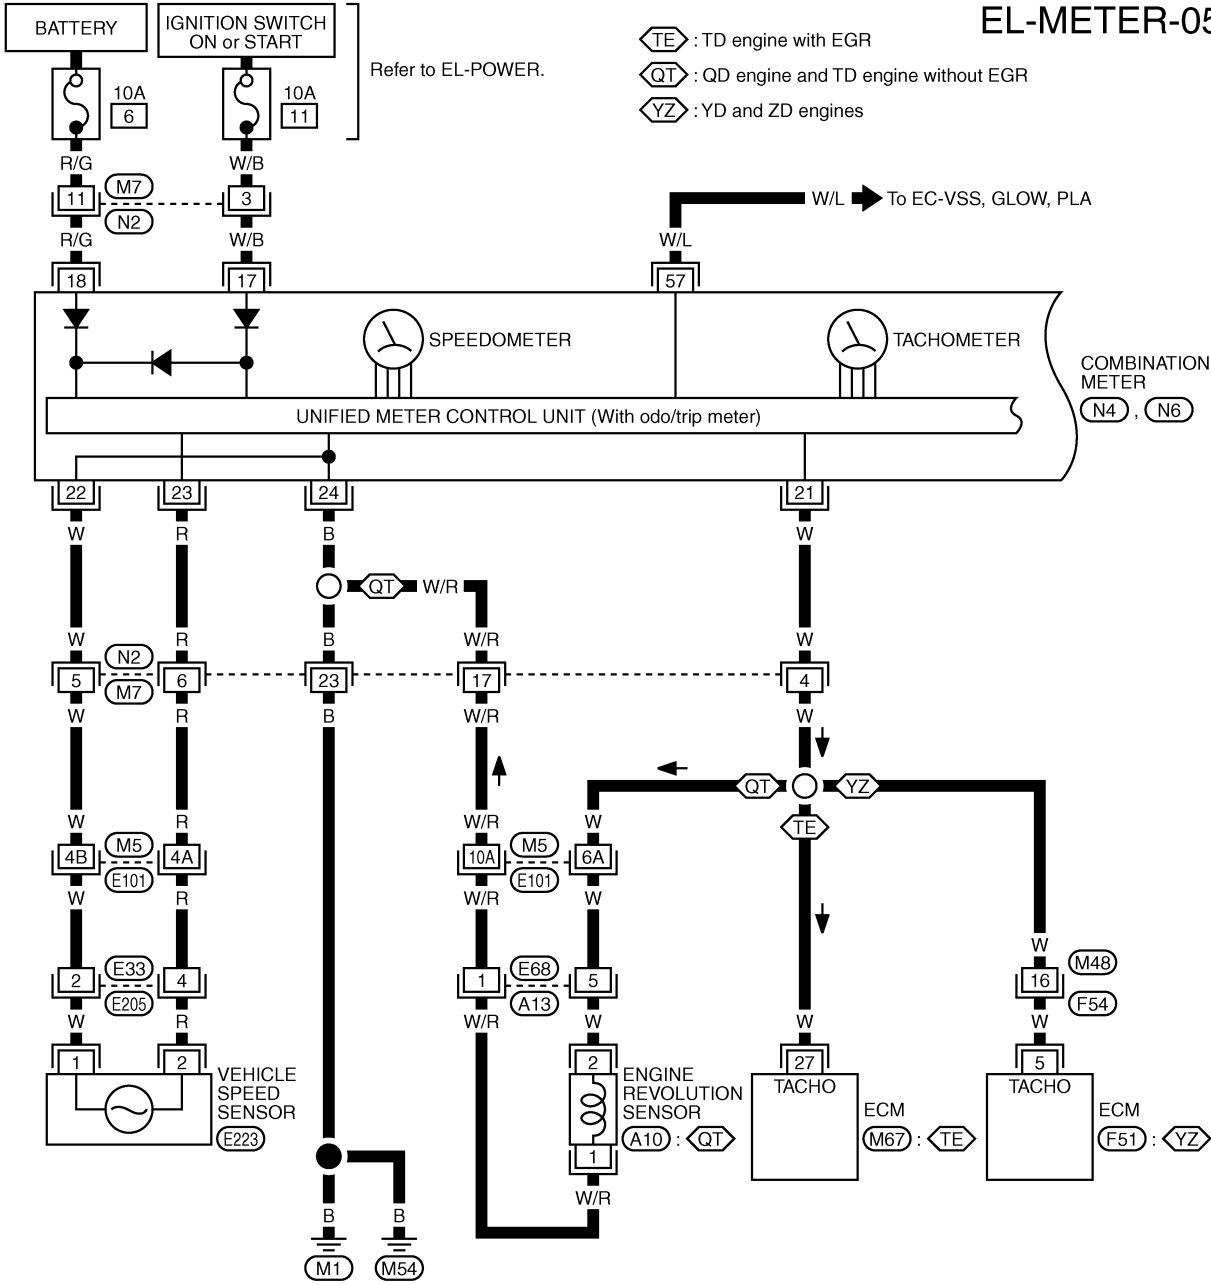 EL-METER-05
BATTERY
IGNITION SWITCH
ON or START
Refer to EL-POWER.
TE : TD engine with EGR
QT : QD engine and TD engine without EGR
YZ : YD and ZD engines
10A
6
10A
11
R/G
W/B
11
M7
N2
3
R/G
W/B
W/L
To EC-VSS, GLOW, PLA
W/L
18
17
57
SPEEDOMETER
TACHOMETER
COMBINATION
METER
N4 , N6
UNIFIED METER CONTROL UNIT (With odo/trip meter)
22
23
24
21
W
R
B
W
QT
W/R
W
R
B
W/R
W
N2
M7
5
6
23
17
4
W
R
B
W/R
W
QT
YZ
TE
W
R
W/R
W
4B
M5
E101
4A
10A
M5
E101
6A
W
R
W/R
W
W
2
E33
E205
4
1
E68
A13
5
16
M48
F54
W
R
W/R
W
W
W
1
2
2
27
5
VEHICLE
SPEED
SENSOR
E223
ENGINE
REVOLUTION
SENSOR
A10 : QT
1
TACHO
ECM
M67 : TE
TACHO
ECM
F51 : YZ
W/R
B
B
M1
M54